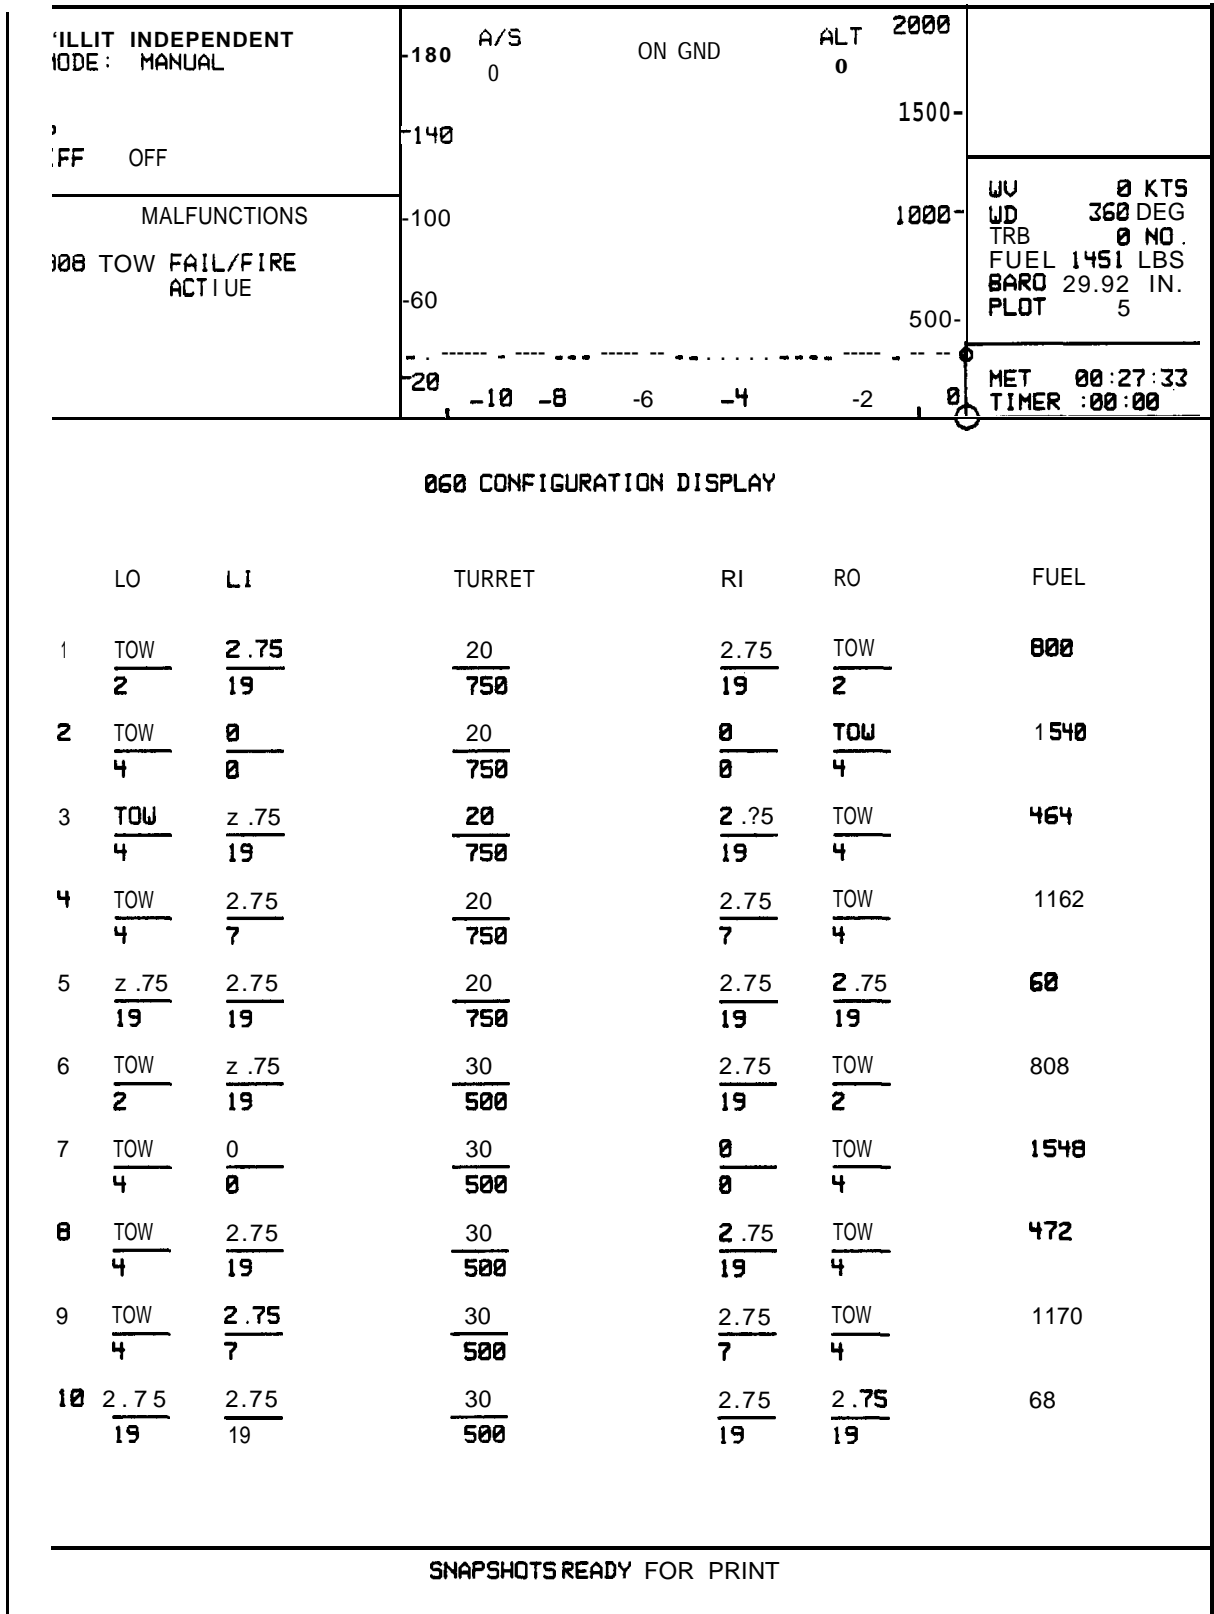 'ILLIT INDEPENDENT
10DE: MANUAL
FF OFF
MALFUNCTIONS
008 TOW FAIL/FIRE
ACTIUE
A/S ON GND ALT 2000
-180
0 0
1500-
-140
-100 1000-
-60
500-
-20
-10 -8 -6 -4 -2 0
WV 0 KTS
WD 360 DEG
TRB 0 NO.
FUEL 1451 LBS
BARO 29.92 IN.
PLOT 5
MET 00:27:33
TIMER :00:00
060 CONFIGURATION DISPLAY
LO LI TURRET RI RO FUEL
1 TOW 2.75 20 2.75 TOW 800
2 19 750 19 2
2 TOW 0 20 0 TOW 1540
4 0 750 0 4
3 TOW z .75 20 2 .?5 TOW 464
4 19 750 19 4
4 TOW 2.75 20 2.75 TOW 1162
4 7 750 7 4
5 z .75 2.75 20 2.75 2 .75 60
19 19 750 19 19
6 TOW z .75 30 2.75 TOW 808
2 19 500 19 2
7 TOW 0 30 0 TOW 1548
4 0 500 0 4
8 TOW 2.75 30 2 .75 TOW 472
4 19 500 19 4
9 TOW 2.75 30 2.75 TOW 1170
4 7 500 7 4
10 2.75 2.75 30 2.75 2.75 68
19 19 500 19 19
SNAPSHOTS READY FOR PRINT